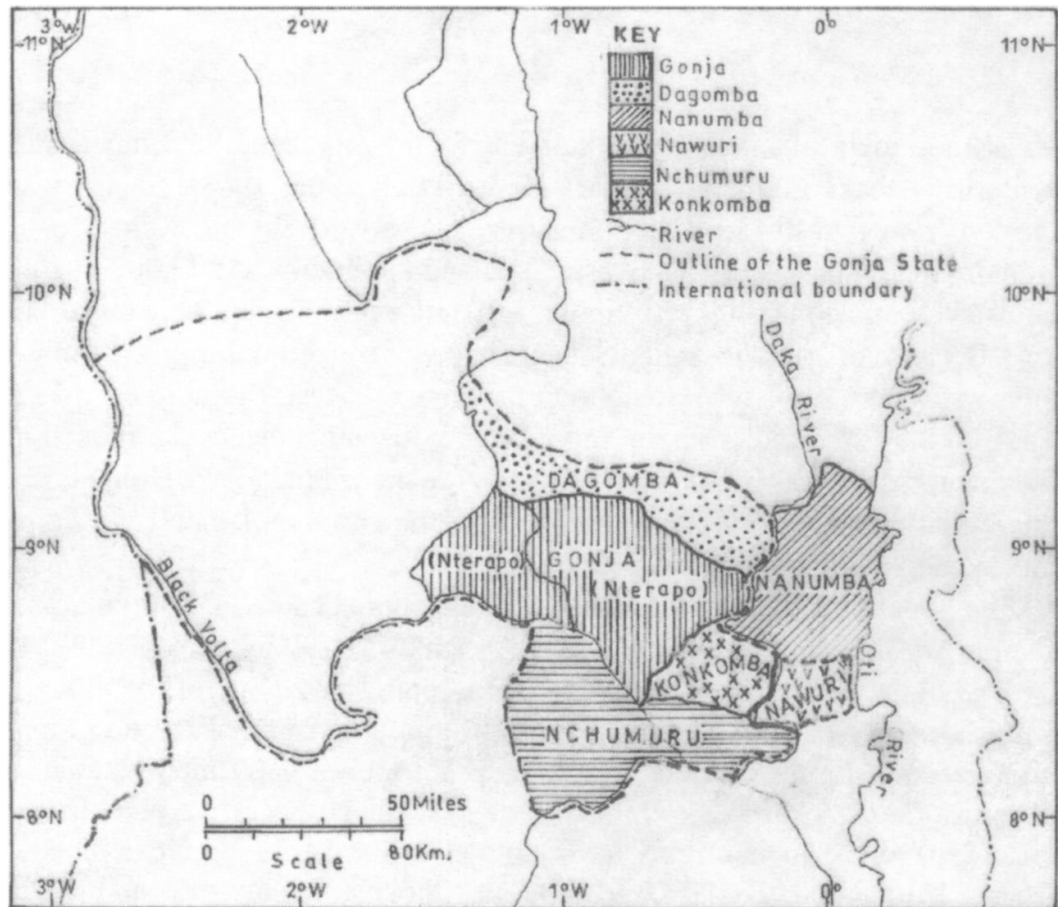 3°W
2°W
1°W
0°
11°N
11°N
KEY
Gonja
Dagomba
Nanumba
Nawuri
Nchumuru
Konkomba
River
Outline of the Gonja State
International boundary
10°N
10°N
Daka River
DAGOMBA
9°N
9°N
(Nterapo)
GONJA
(Nterapo)
NANUMBA
Black Volta
KONKOMBA
NAWURI
Oti River
NCHUMURU
0
50Miles
8°N
8°N
0
80Km.
Scale
3°W
2°W
1°W
0°